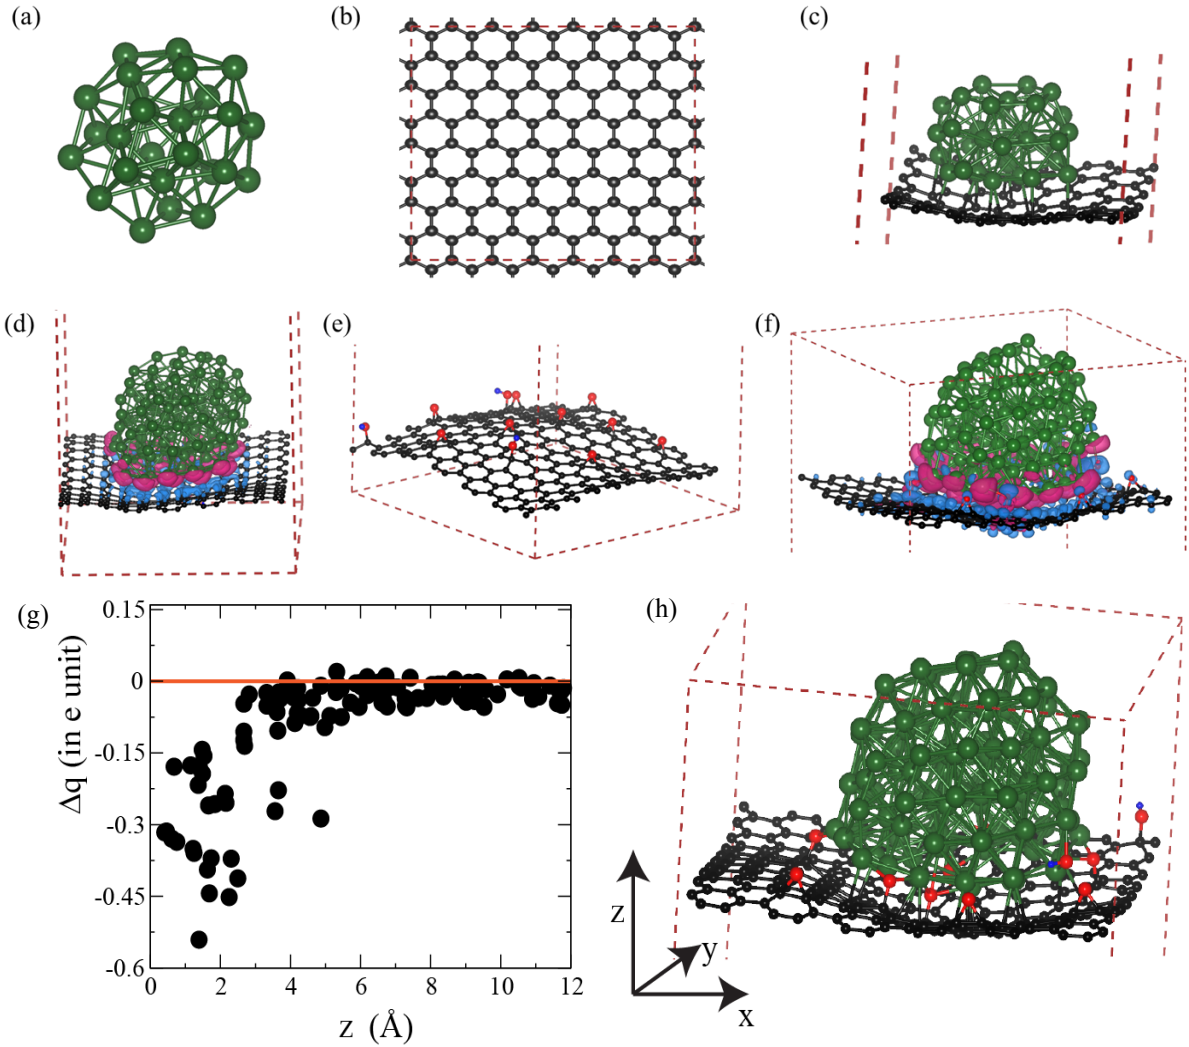 (a)
(b)
(c)
(d)
(e)
(f)
(g)
(h)
0.15
0
-0.15
-0.3
-0.45
-0.6
Δq (in e unit)
0 2 4 6 8 10 12
z (Å)
z
y
x